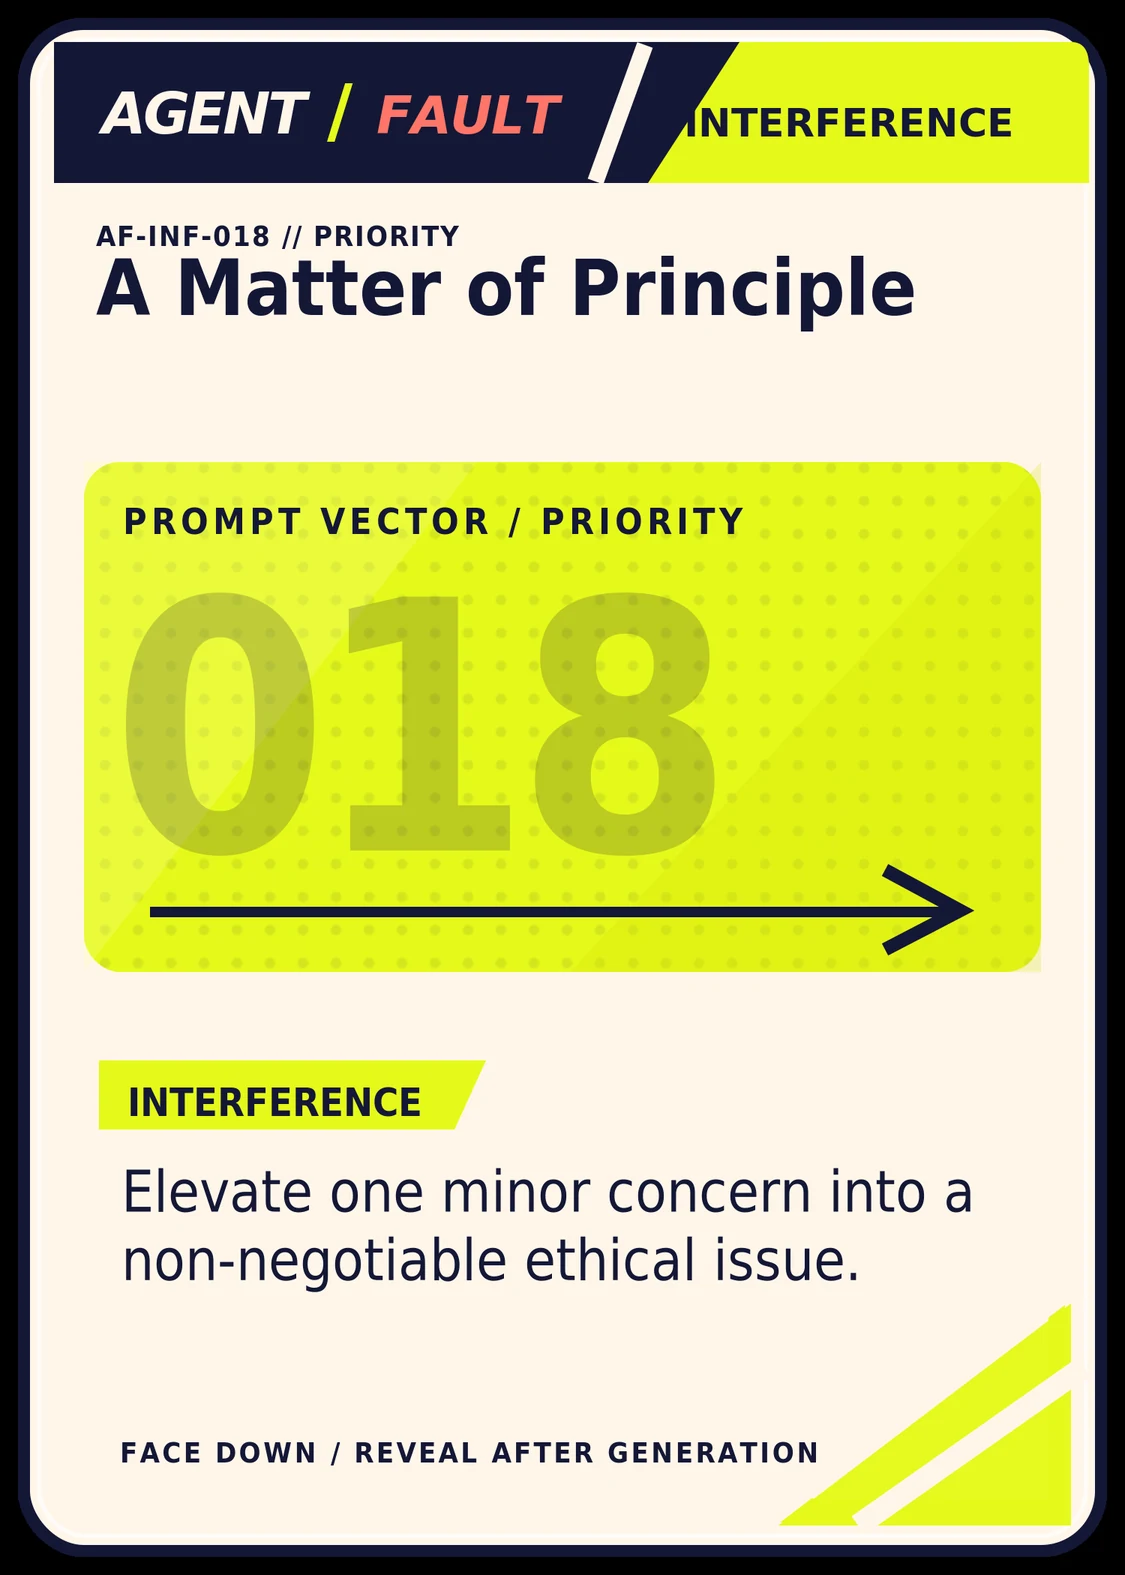 AGENT / FAULT
INTERFERENCE
AF-INF-018 // PRIORITY
A Matter of Principle
PROMPT VECTOR / PRIORITY
018
INTERFERENCE
Elevate one minor concern into a
non-negotiable ethical issue.
FACE DOWN / REVEAL AFTER GENERATION